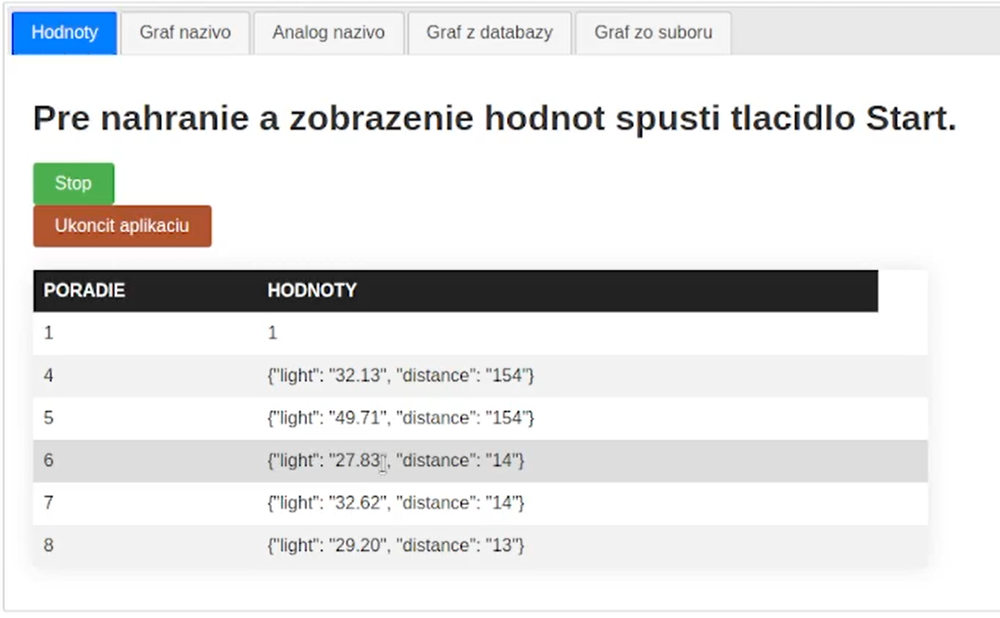 Hodnoty Graf nazivo Analog nazivo Graf z databazy Graf zo suboru
Pre nahranie a zobrazenie hodnot spusti tlacidlo Start.
Stop
Ukoncit aplikaciu
PORADIE HODNOTY
1 1
4 {"light": "32.13", "distance": "154"}
5 {"light": "49.71", "distance": "154"}
6 {"light": "27.83", "distance": "14"}
7 {"light": "32.62", "distance": "14"}
8 {"light": "29.20", "distance": "13"}